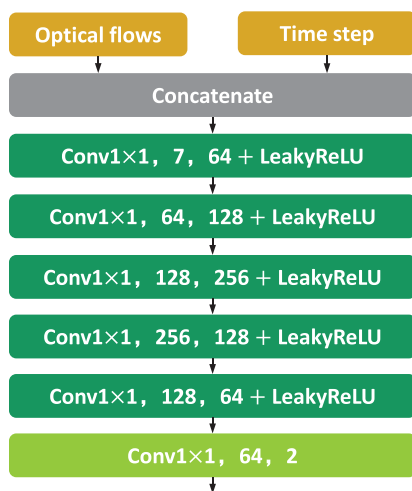 Optical flows
Time step
Concatenate
Conv1×1, 7, 64 + LeakyReLU
Conv1×1, 64, 128 + LeakyReLU
Conv1×1, 128, 256 + LeakyReLU
Conv1×1, 256, 128 + LeakyReLU
Conv1×1, 128, 64 + LeakyReLU
Conv1×1, 64, 2